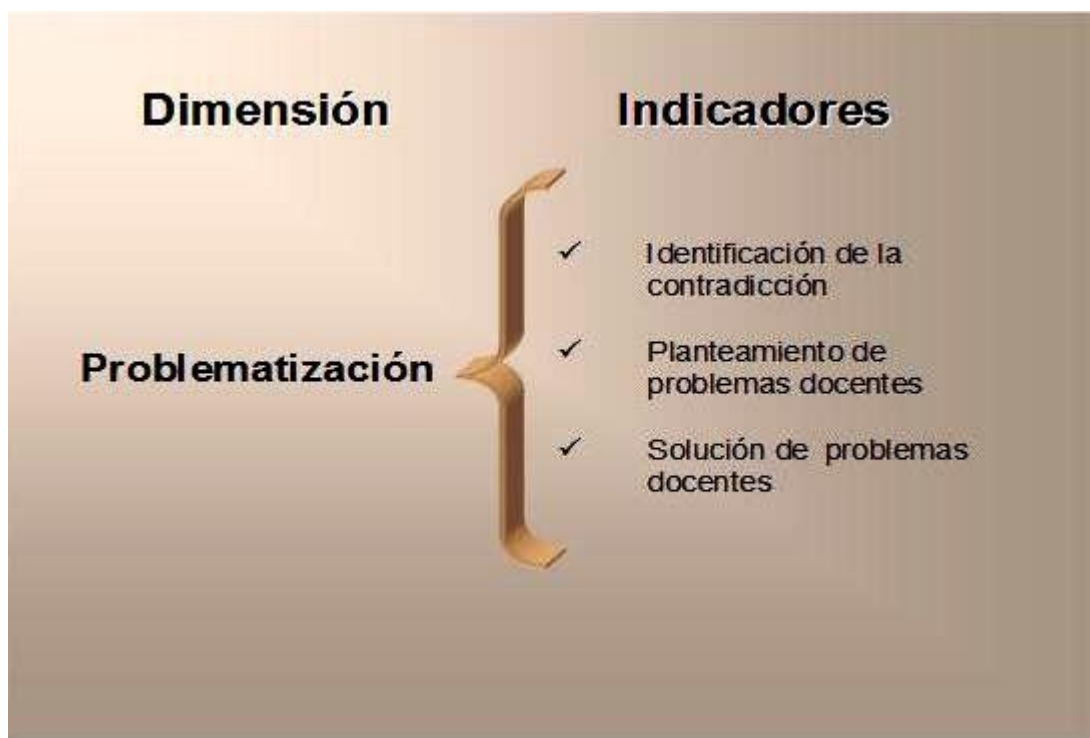 Dimensión
Indicadores
✓ Identificación de la
contradicción
Problematización
✓ Planteamiento de
problemas docentes
✓ Solución de problemas
docentes